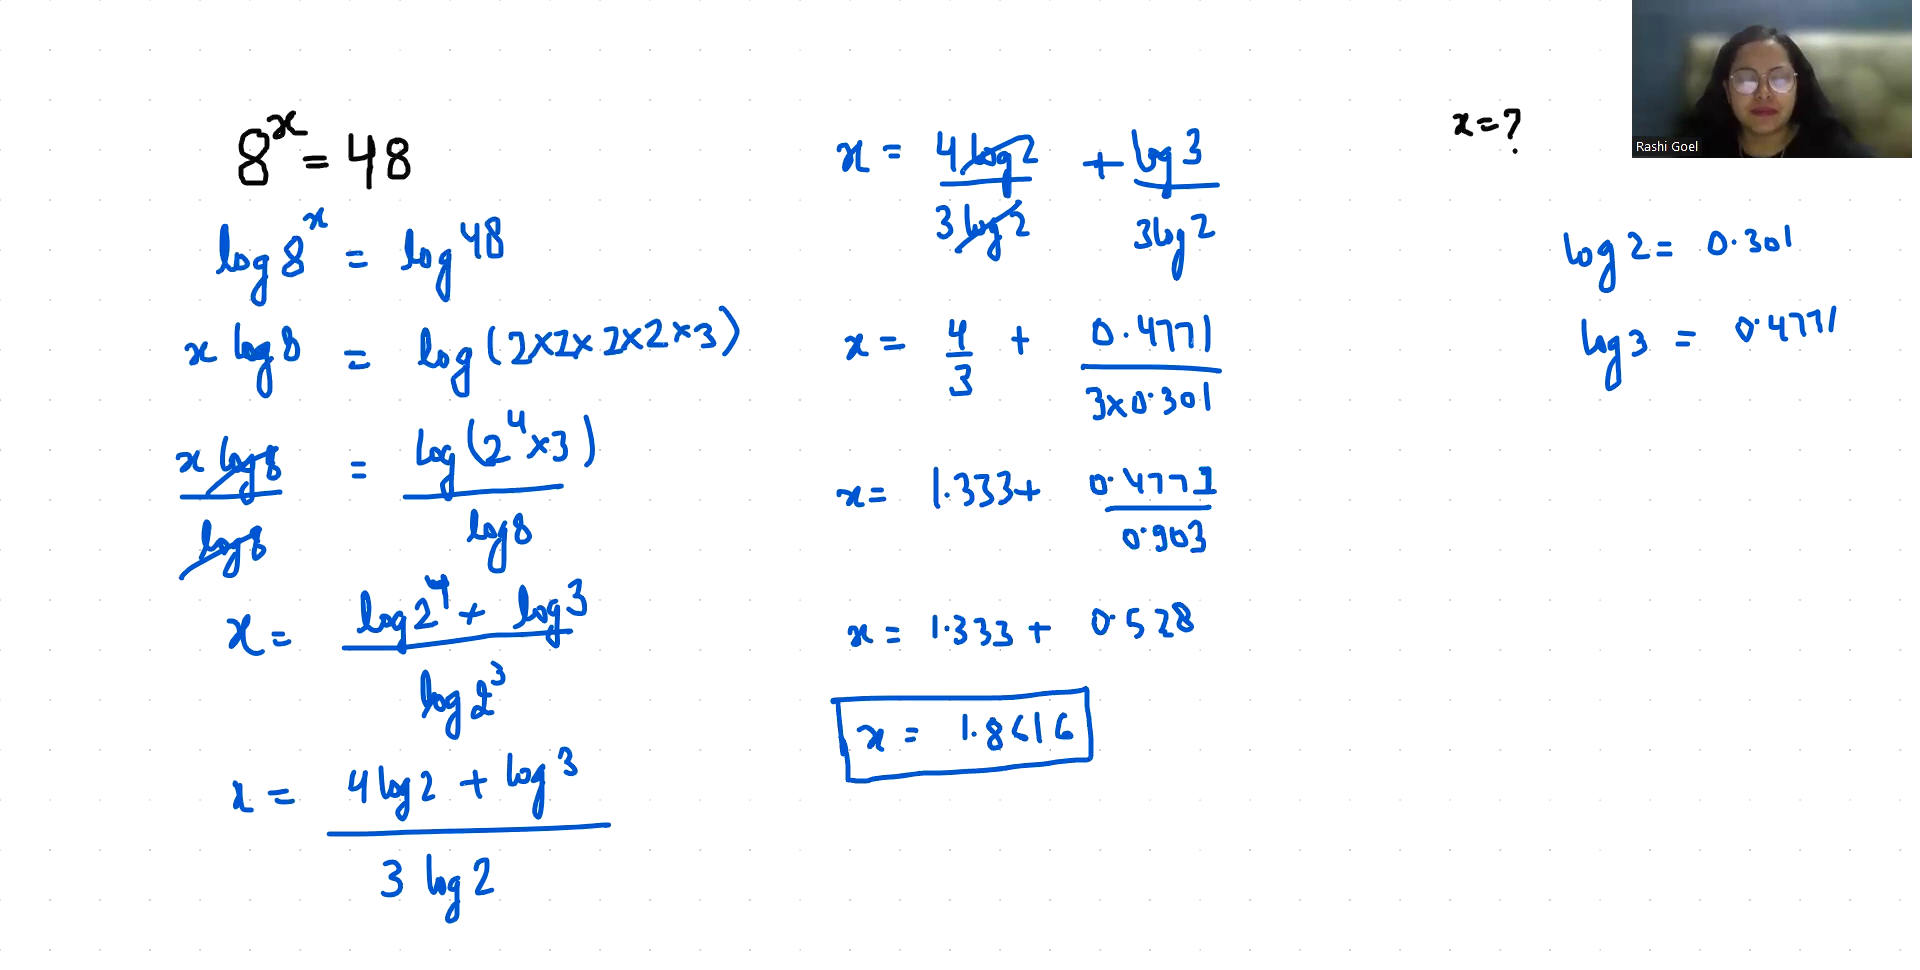 8^x = 48
log 8^x = log 48
x log 8 = log (2×2×2×2×3)
x log 8 / log 8 = log (2^4 × 3) / log 8
x = log 2^4 + log 3 / log 2^3
x = 4 log 2 + log 3 / 3 log 2
x = 4 log 2 / 3 log 2 + log 3 / 3 log 2
x = 4/3 + 0.4771 / 3×0.301
x = 1.333 + 0.4771 / 0.903
x = 1.333 + 0.528
x = 1.8616
x = ?
log 2 = 0.301
log 3 = 0.4771
Rashi Goel